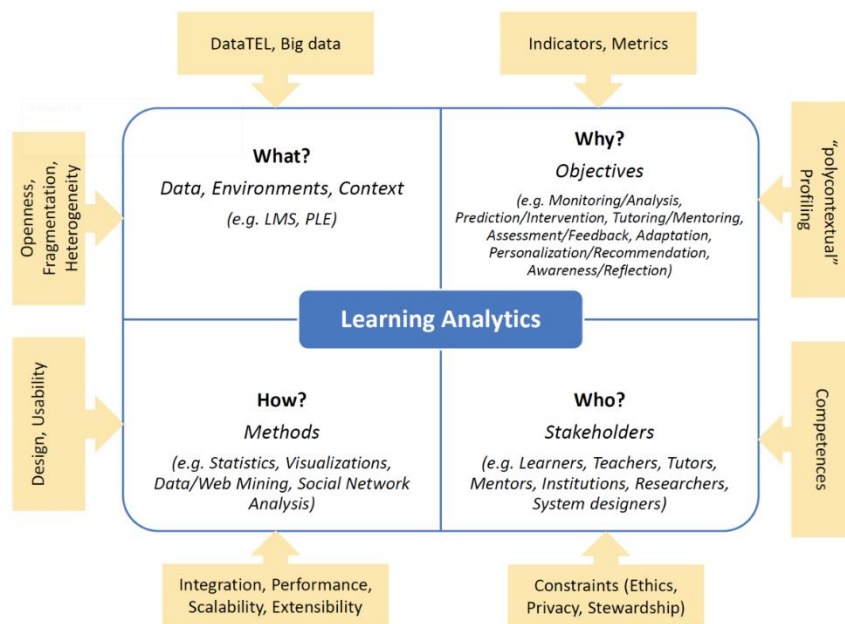 DataTEL, Big data
Indicators, Metrics
Openness,
Fragmentation,
Heterogeneity
What?
Data, Environments, Context
(e.g. LMS, PLE)
Why?
Objectives
(e.g. Monitoring/Analysis,
Prediction/Intervention, Tutoring/Mentoring,
Assessment/Feedback, Adaptation,
Personalization/Recommendation,
Awareness/Reflection)
“polycontextual”
Profiling
Learning Analytics
Design, Usability
How?
Methods
(e.g. Statistics, Visualizations,
Data/Web Mining, Social Network
Analysis)
Who?
Stakeholders
(e.g. Learners, Teachers, Tutors,
Mentors, Institutions, Researchers,
System designers)
Competences
Integration, Performance,
Scalability, Extensibility
Constraints (Ethics,
Privacy, Stewardship)